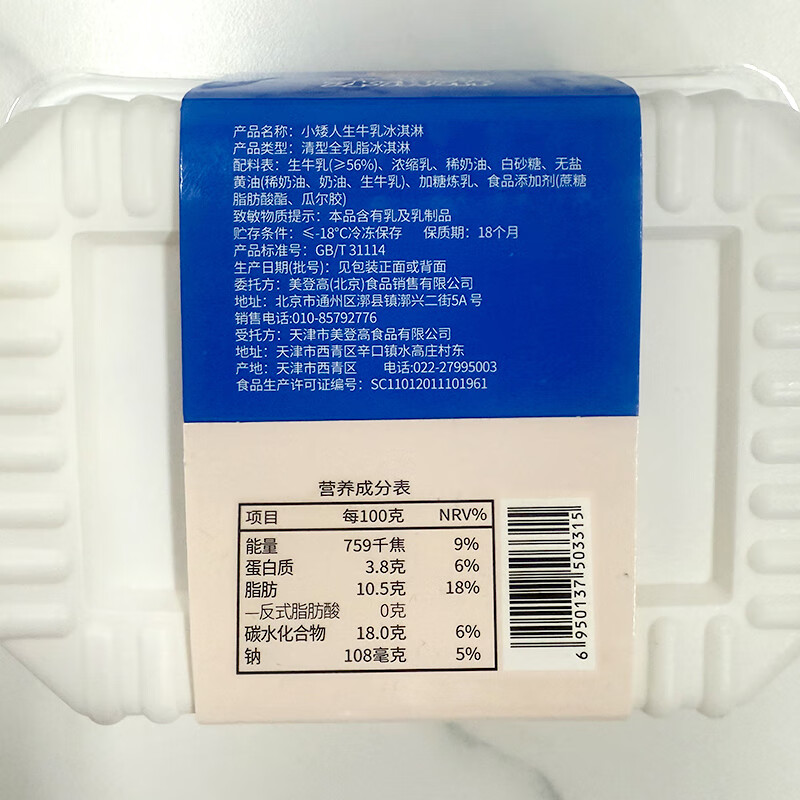 产品名称：小矮人生牛乳冰淇淋
产品类型：清型全乳脂冰淇淋
配料表：生牛乳(≥56%)、浓缩乳、稀奶油、白砂糖、无盐
黄油(稀奶油、奶油、生牛乳)、加糖炼乳、食品添加剂(蔗糖
脂肪酸酯、瓜尔胶)
致敏物质提示：本品含有乳及乳制品
贮存条件：≤-18°C冷冻保存 保质期：18个月
产品标准号：GB/T 31114
生产日期(批号)：见包装正面或背面
委托方：美登高(北京)食品销售有限公司
地址：北京市通州区漷县镇漷兴二街5A号
销售电话:010-85792776
受托方：天津市美登高食品有限公司
地址：天津市西青区辛口镇水高庄村东
产地：天津市西青区 电话:022-27995003
食品生产许可证编号：SC11012011101961
营养成分表
项目 每100克 NRV%
能量 759千焦 9%
蛋白质 3.8克 6%
脂肪 10.5克 18%
—反式脂肪酸 0克
碳水化合物 18.0克 6%
钠 108毫克 5%
6 950137 503315